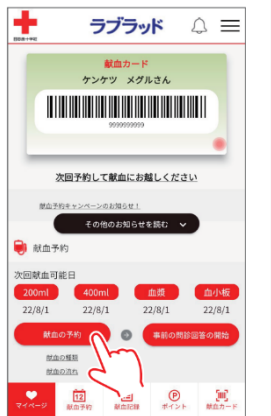 日本赤十字社
ラブラッド
献血カード
ケンケツ メグルさん
9999999999
次回予約して献血にお越しください
献血予約キャンペーンのお知らせ！
その他のお知らせを読む
献血予約
次回献血可能日
200ml 400ml 血漿 血小板
22/8/1 22/8/1 22/8/1 22/8/1
献血の予約 事前の問診回答の開始
献血の種類
献血の流れ
マイページ 献血予約 献血記録 ポイント 献血カード